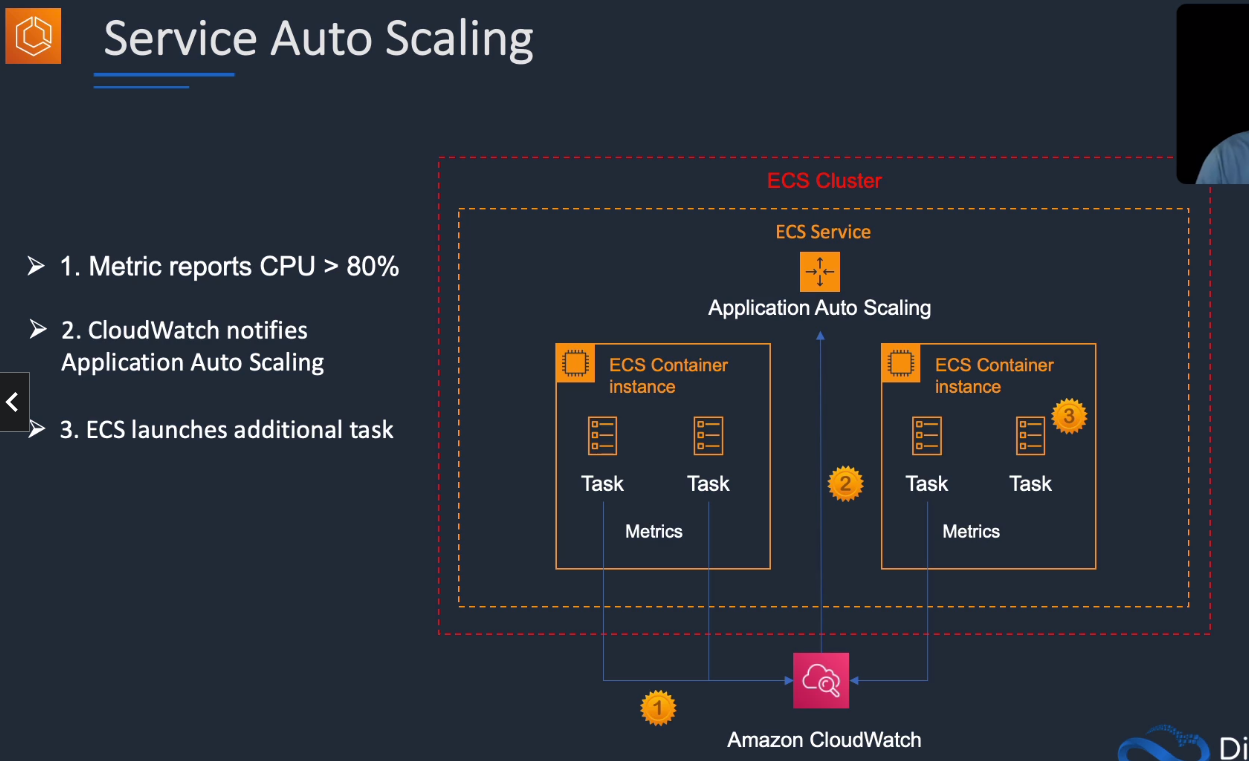 Service Auto Scaling
1. Metric reports CPU > 80%
2. CloudWatch notifies
Application Auto Scaling
3. ECS launches additional task
ECS Cluster
ECS Service
Application Auto Scaling
ECS Container
instance
Task
Task
Metrics
2
ECS Container
instance
3
Task
Task
Metrics
1
Amazon CloudWatch
Di